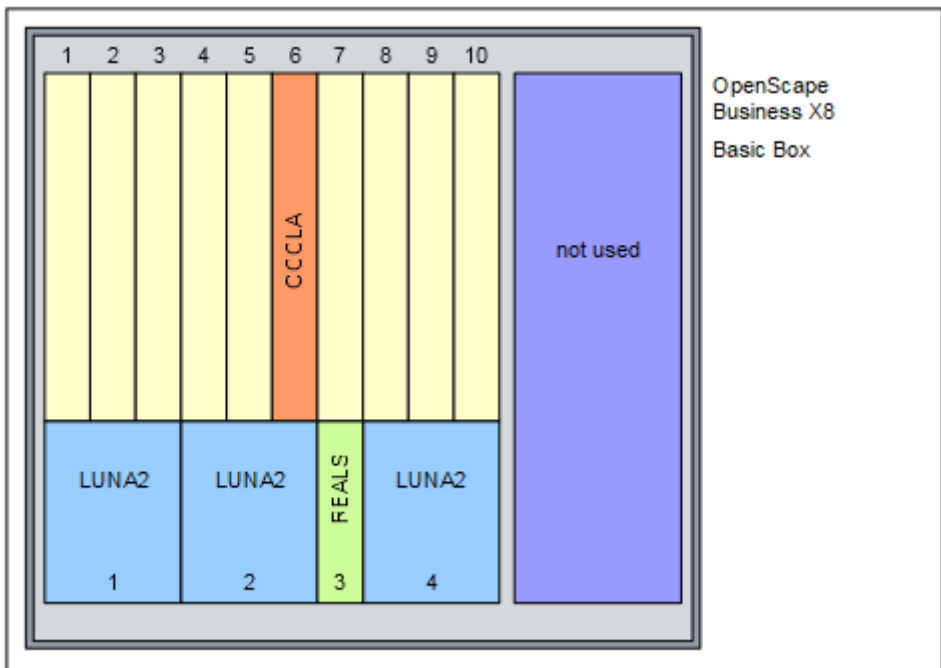 1 2 3 4 5 6 7 8 9 10
OpenScape
Business X8
Basic Box
CCCLA
not used
LUNA2 LUNA2 REALS LUNA2
1 2 3 4